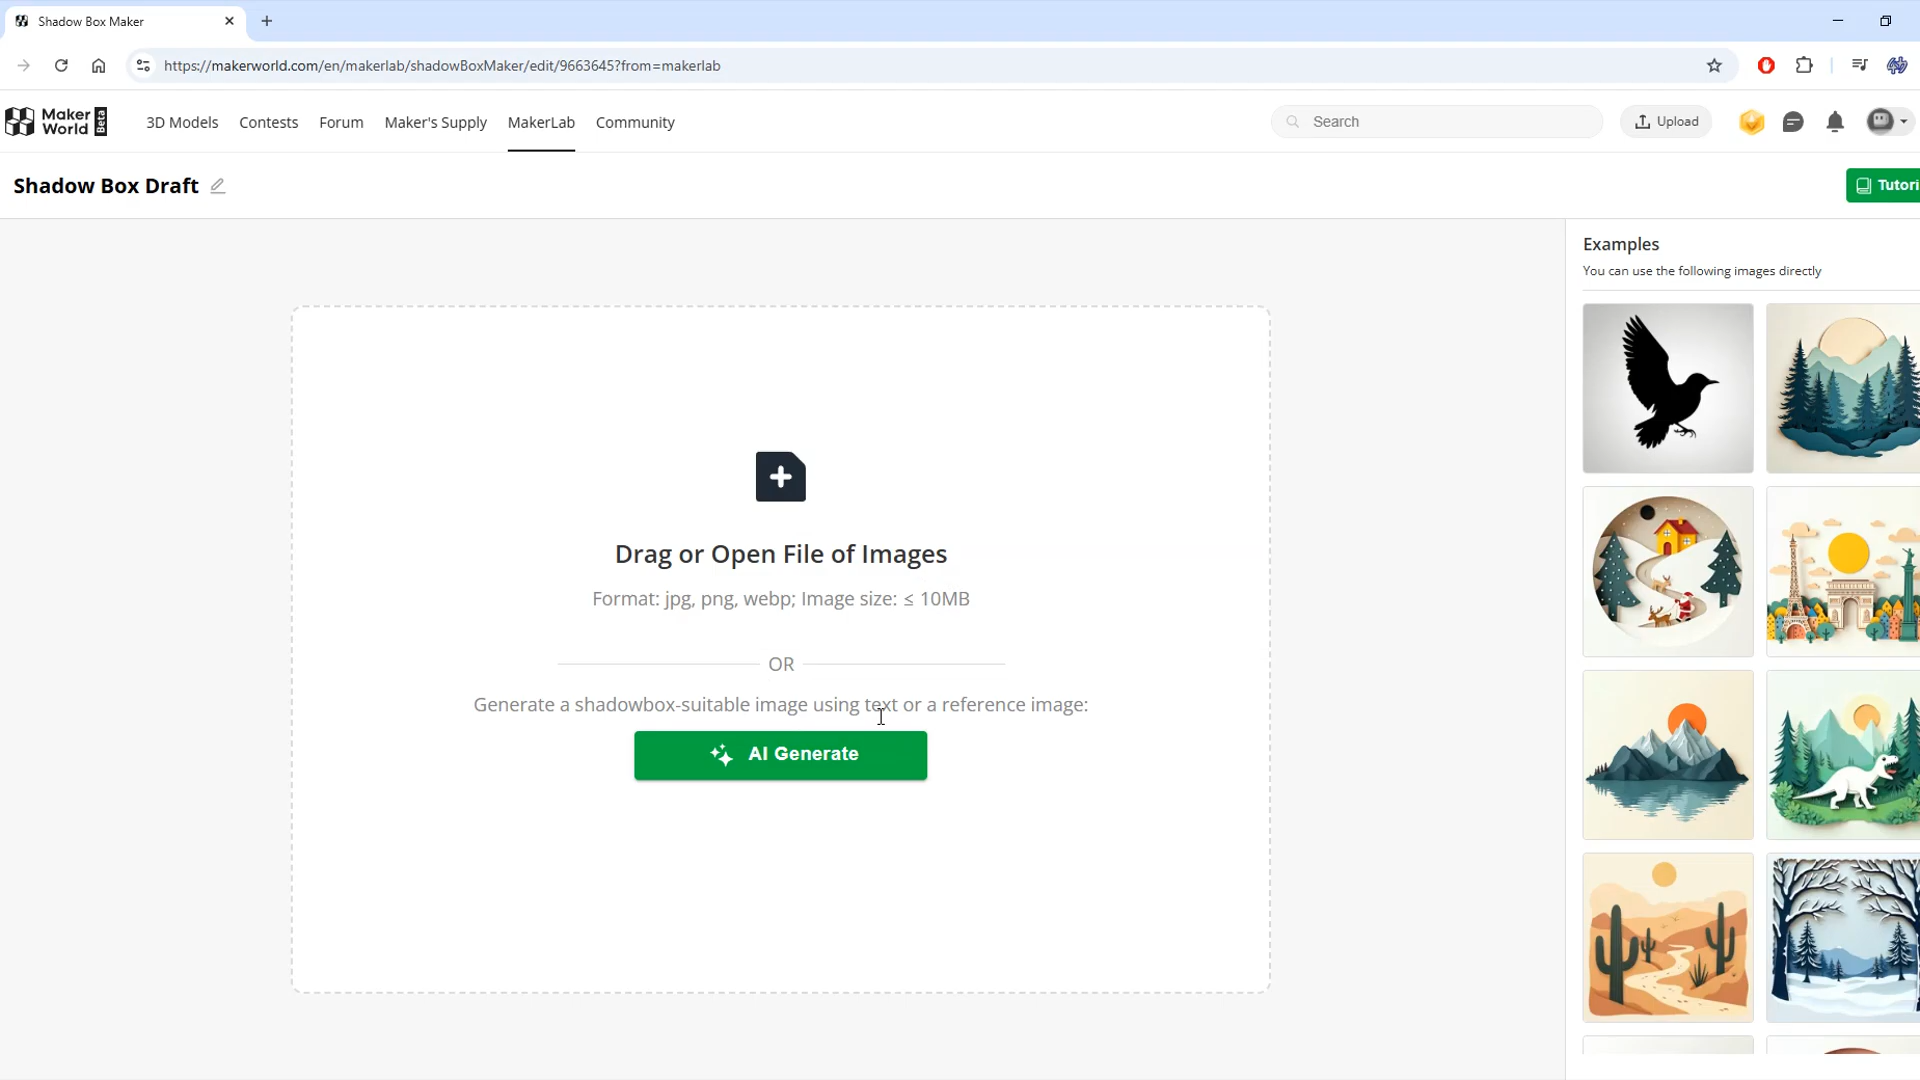 Shadow Box Maker
https://makerworld.com/en/makerlab/shadowBoxMaker/edit/9663645?from=makerlab
Maker World Beta
3D Models Contests Forum Maker's Supply MakerLab Community
Search
Upload
Shadow Box Draft
Tutori
Examples
You can use the following images directly
Drag or Open File of Images
Format: jpg, png, webp; Image size: ≤ 10MB
OR
Generate a shadowbox-suitable image using text or a reference image:
AI Generate